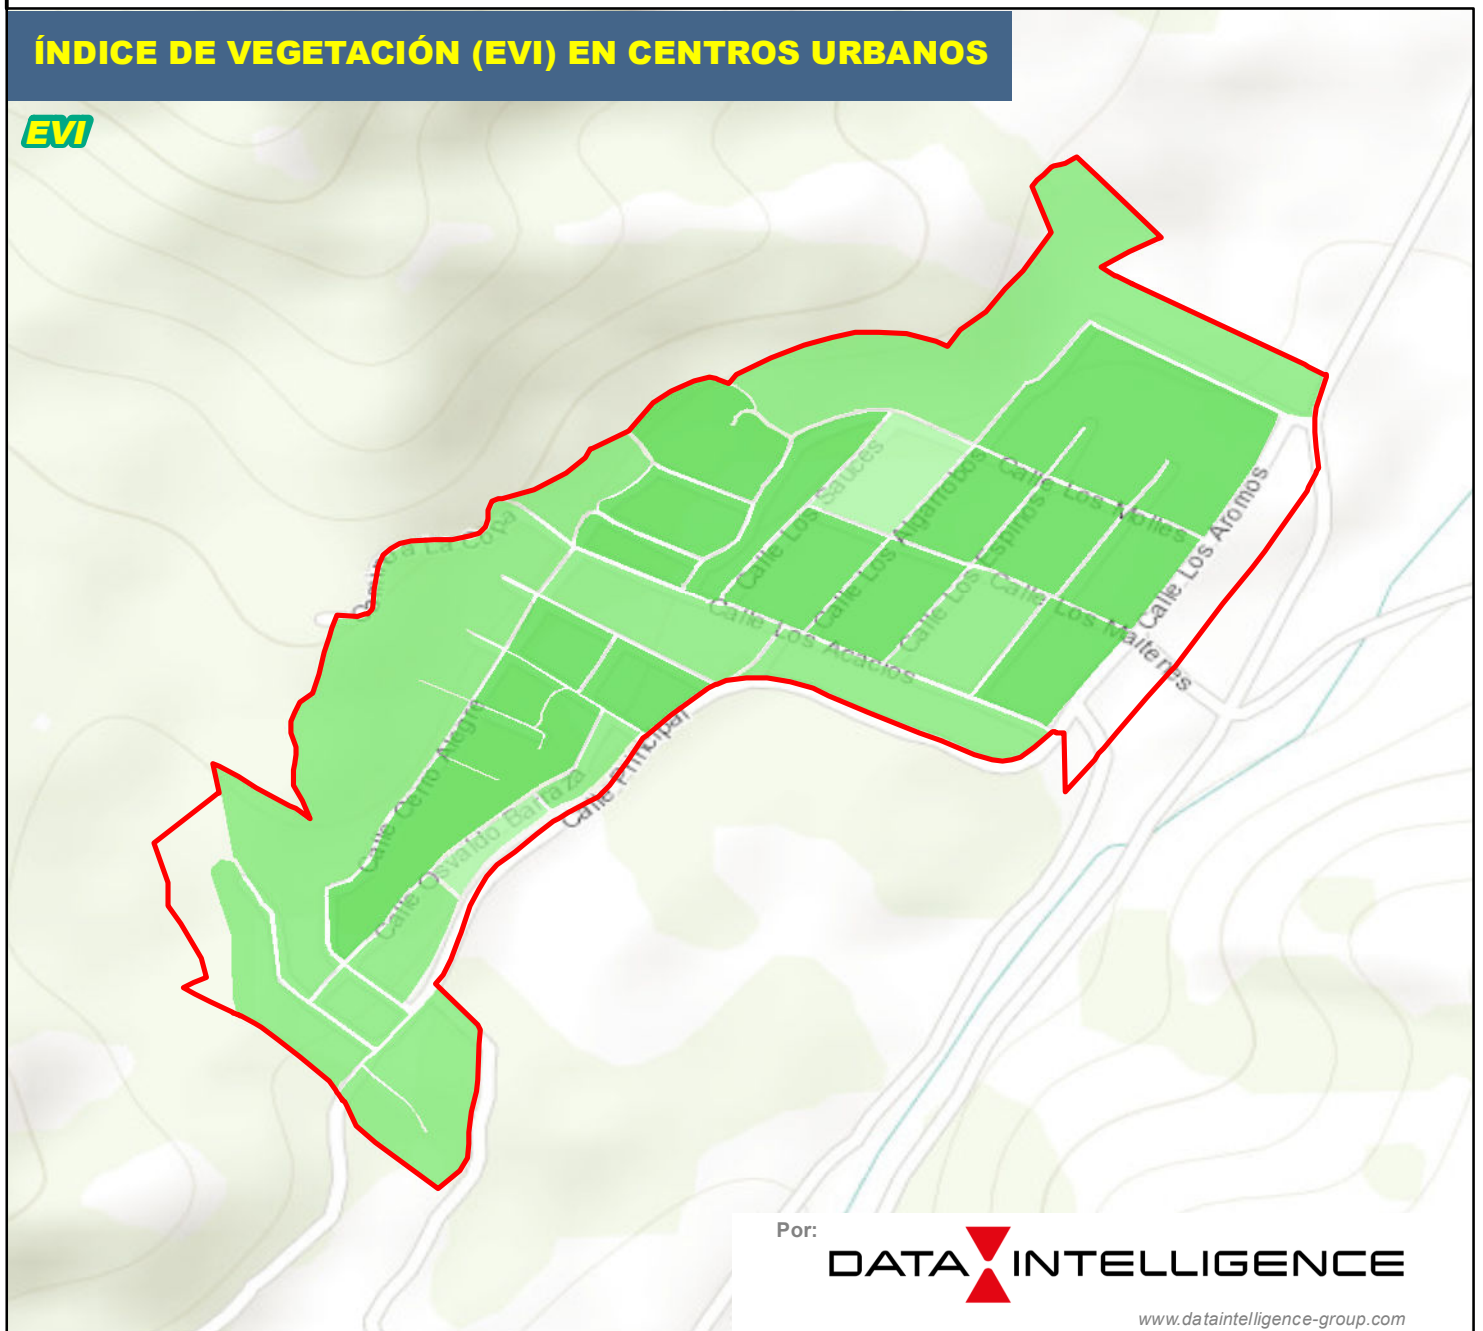 ÍNDICE DE VEGETACIÓN (EVI) EN CENTROS URBANOS
EVI
Calle Los Sauces
Calle Los Algarrobos
Calle Los Molles
Calle Los Espinos
Calle Los Aromos
a La Copa
Calle Los Maitenes
Calle Los Acacios
Calle Cerro Alegre
Calle Principal
Calle Osvaldo Barraza
Por:
DATA INTELLIGENCE
www.dataintelligence-group.com